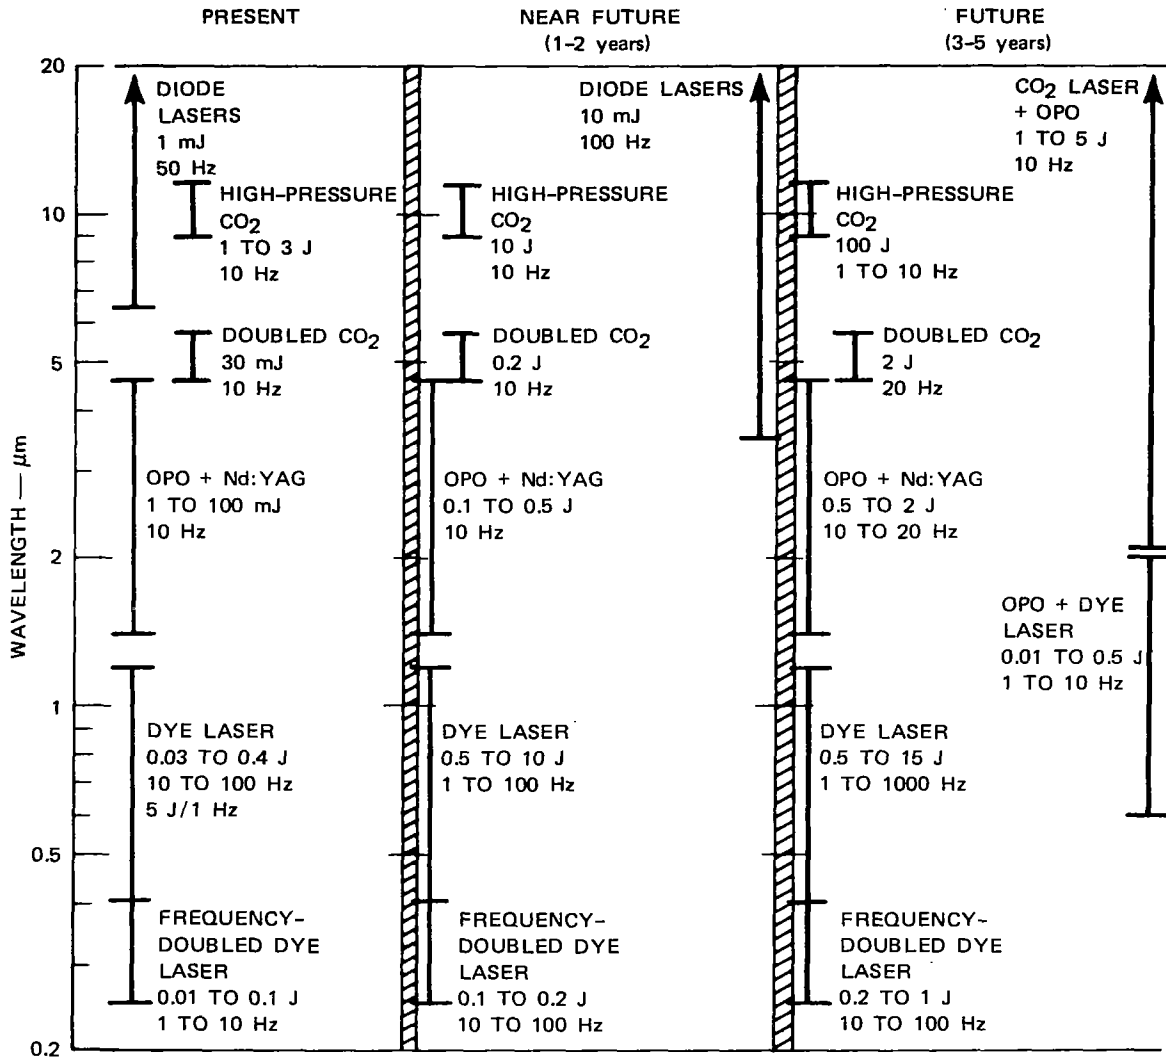 PRESENT
NEAR FUTURE
(1-2 years)
FUTURE
(3-5 years)
WAVELENGTH — μm
20
10
5
2
1
0.5
0.2
DIODE
LASERS
1 mJ
50 Hz
HIGH-PRESSURE
CO2
1 TO 3 J
10 Hz
DOUBLED CO2
30 mJ
10 Hz
OPO + Nd:YAG
1 TO 100 mJ
10 Hz
DYE LASER
0.03 TO 0.4 J
10 TO 100 Hz
5 J/1 Hz
FREQUENCY-
DOUBLED DYE
LASER
0.01 TO 0.1 J
1 TO 10 Hz
DIODE LASERS
10 mJ
100 Hz
HIGH-PRESSURE
CO2
10 J
10 Hz
DOUBLED CO2
0.2 J
10 Hz
OPO + Nd:YAG
0.1 TO 0.5 J
10 Hz
DYE LASER
0.5 TO 10 J
1 TO 100 Hz
FREQUENCY-
DOUBLED DYE
LASER
0.1 TO 0.2 J
10 TO 100 Hz
CO2 LASER
+ OPO
1 TO 5 J
10 Hz
HIGH-PRESSURE
CO2
100 J
1 TO 10 Hz
DOUBLED CO2
2 J
20 Hz
OPO + Nd:YAG
0.5 TO 2 J
10 TO 20 Hz
OPO + DYE
LASER
0.01 TO 0.5 J
1 TO 10 Hz
DYE LASER
0.5 TO 15 J
1 TO 1000 Hz
FREQUENCY-
DOUBLED DYE
LASER
0.2 TO 1 J
10 TO 100 Hz